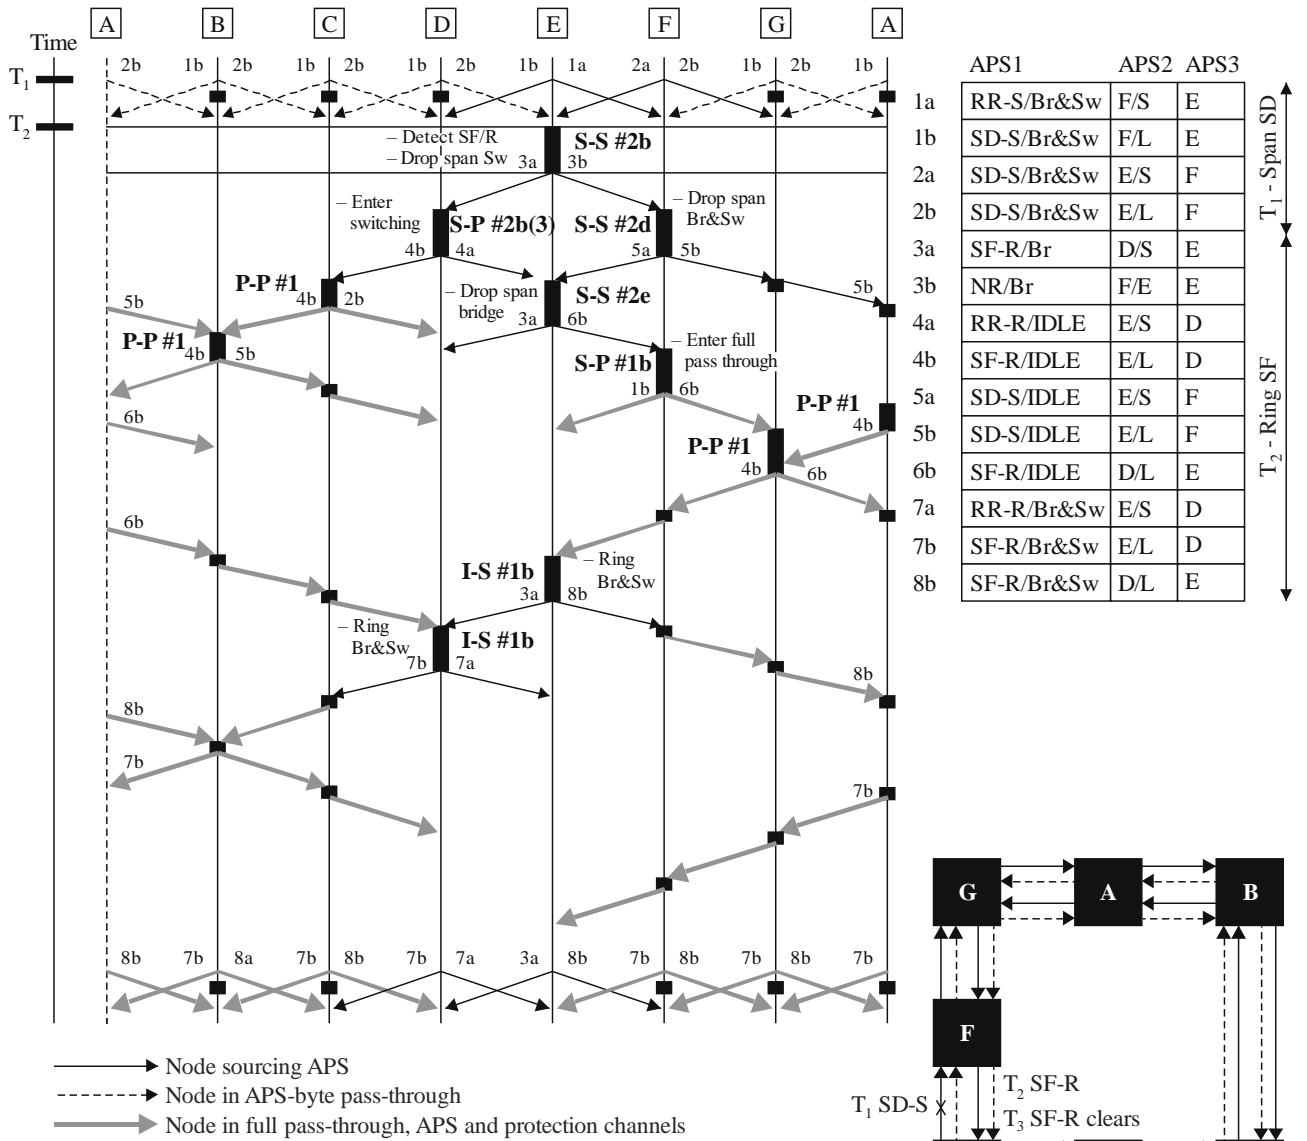 A B C D E F G A
Time
T1
2b 1b 2b 1b 2b 1b 2b 1b 1a 2a 2b 1b 2b 1b
T2
– Detect SF/R
– Drop span Sw
S-S #2b
3a 3b
– Enter switching
S-P #2b(3)
S-S #2d
– Drop span Br&Sw
4b 4a 5a 5b
P-P #1
4b 2b
– Drop span bridge
S-S #2e
3a 6b
5b
5b
P-P #1
4b 5b
– Enter full pass through
S-P #1b
1b 6b
P-P #1
4b
6b
P-P #1
4b 6b
6b
I-S #1b
– Ring Br&Sw
3a 8b
– Ring Br&Sw
I-S #1b
7b 7a
8b
8b
7b
7b
8b 7b 8a 7b 8b 7b 7a 3a 8b 7b 8b 7b 8b 7b
Node sourcing APS
Node in APS-byte pass-through
Node in full pass-through, APS and protection channels
APS1 APS2 APS3
1a RR-S/Br&Sw F/S E
1b SD-S/Br&Sw F/L E
2a SD-S/Br&Sw E/S F
2b SD-S/Br&Sw E/L F
3a SF-R/Br D/S E
3b NR/Br F/E E
4a RR-R/IDLE E/S D
4b SF-R/IDLE E/L D
5a SD-S/IDLE E/S F
5b SD-S/IDLE E/L F
6b SF-R/IDLE D/L E
7a RR-R/Br&Sw E/S D
7b SF-R/Br&Sw E/L D
8b SF-R/Br&Sw D/L E
T1 - Span SD
T2 - Ring SF
G A B
F
T1 SD-S
T2 SF-R
T3 SF-R clears